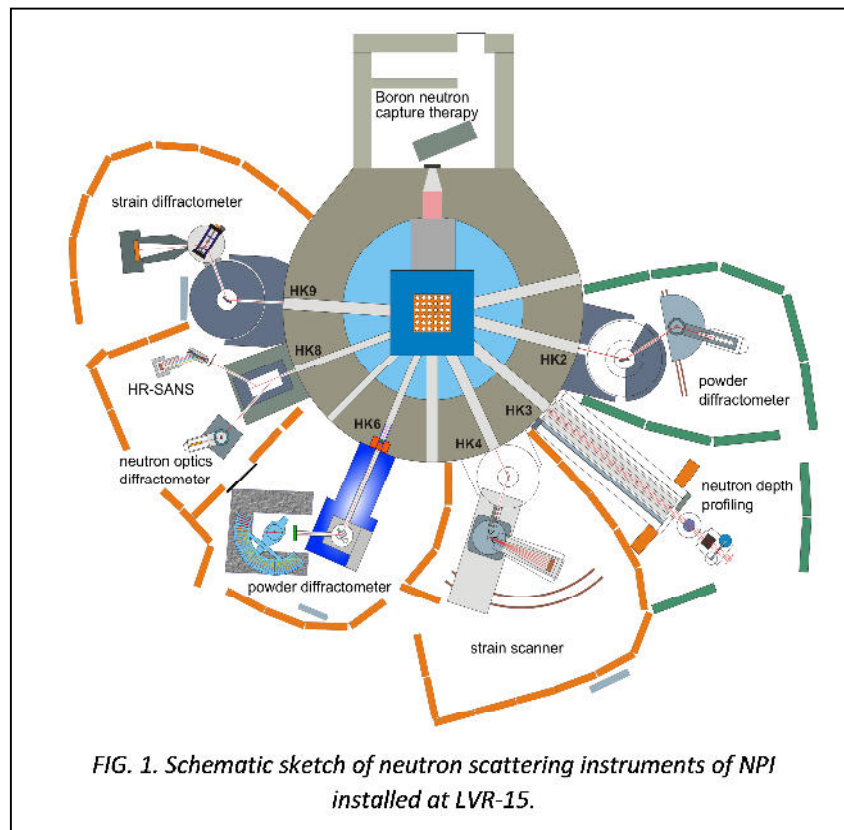 Boron neutron
capture therapy
strain diffractometer
HK9
HK8
HK2
HR-SANS
powder
diffractometer
HK3
HK6
HK4
neutron optics
diffractometer
neutron depth
profiling
powder diffractometer
strain scanner
FIG. 1. Schematic sketch of neutron scattering instruments of NPI
installed at LVR-15.